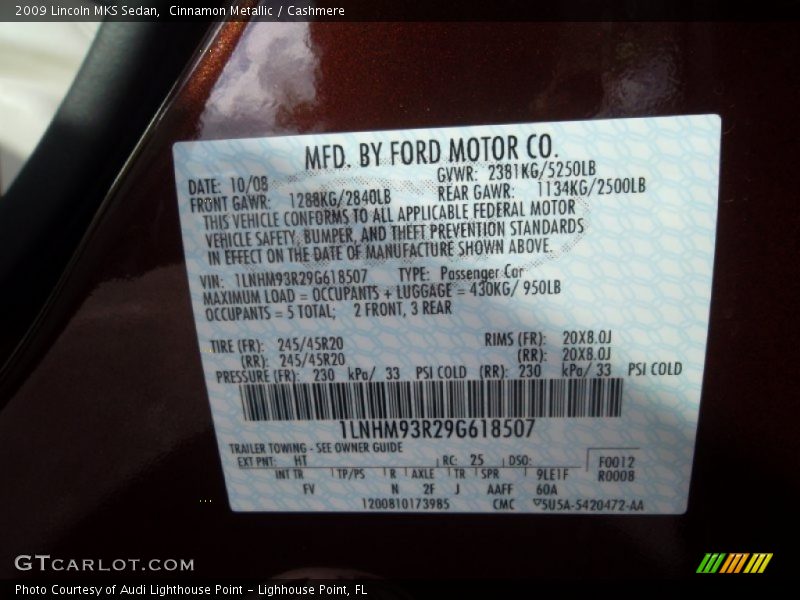 2009 Lincoln MKS Sedan, Cinnamon Metallic / Cashmere
MFD. BY FORD MOTOR CO.
DATE: 10/08 GVWR: 2381KG/5250LB
FRONT GAWR: 1288KG/2840LB REAR GAWR: 1134KG/2500LB
THIS VEHICLE CONFORMS TO ALL APPLICABLE FEDERAL MOTOR
VEHICLE SAFETY, BUMPER, AND THEFT PREVENTION STANDARDS
IN EFFECT ON THE DATE OF MANUFACTURE SHOWN ABOVE.
VIN: 1LNHM93R29G618507 TYPE: Passenger Car
MAXIMUM LOAD = OCCUPANTS + LUGGAGE = 430KG/ 950LB
OCCUPANTS = 5 TOTAL; 2 FRONT, 3 REAR
TIRE (FR): 245/45R20 RIMS (FR): 20X8.0J
(RR): 245/45R20 (RR): 20X8.0J
PRESSURE (FR): 230 kPa/ 33 PSI COLD (RR): 230 kPa/ 33 PSI COLD
1LNHM93R29G618507
TRAILER TOWING - SEE OWNER GUIDE
EXT PNT: HT RC: 25 DSO: F0012
INT TR TP/PS R AXLE TR SPR 9LE1F R0008
FV N 2F J AAFF 60A
1200810173985 CMC ▽5U5A-5420472-AA
GTCARLOT.COM
Photo Courtesy of Audi Lighthouse Point - Lighhouse Point, FL